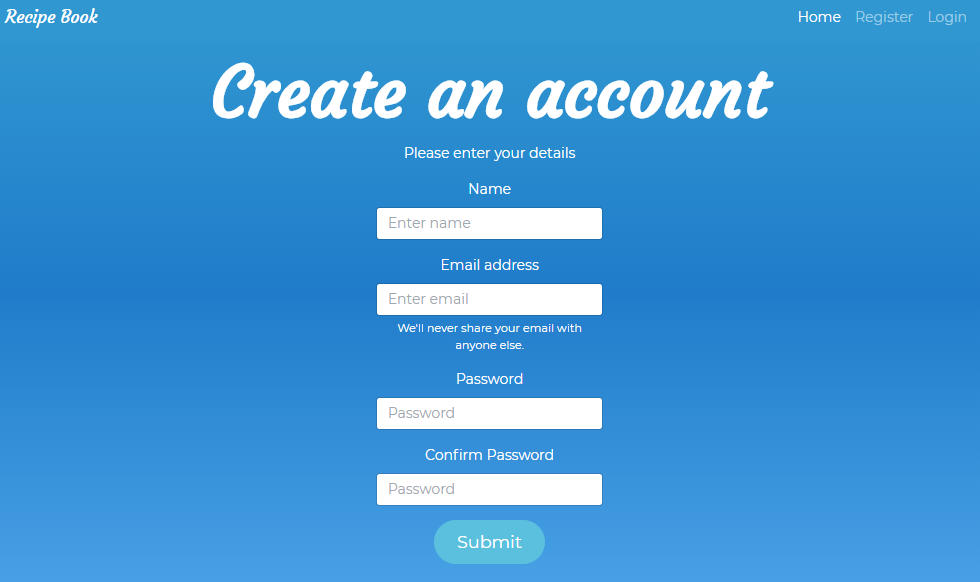 Recipe Book
Home Register Login
Create an account
Please enter your details
Name
Enter name
Email address
Enter email
We'll never share your email with
anyone else.
Password
Password
Confirm Password
Password
Submit